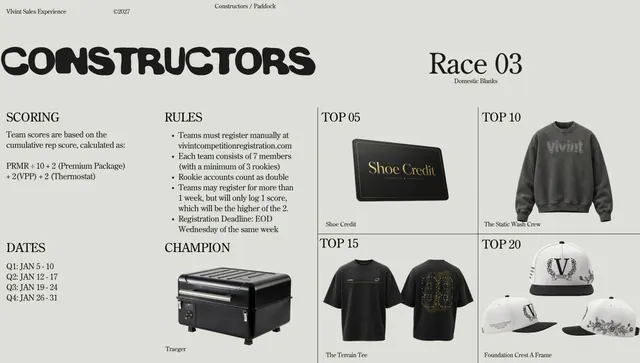 VIvint Sales Experience
©2027
Constructors / Paddock
CONSTRUCTORS
Race 03
Domestic Blanks
SCORING
Team scores are based on the
cumulative rep score, calculated as:
PRMR ÷ 10 + 2 (Premium Package)
+ 2(VPP) + 2 (Thermostat)
RULES
• Teams must register manually at
vivintcompetitionregistration.com
• Each team consists of 7 members
(with a minimum of 3 rookies)
• Rookie accounts count as double
• Teams may register for more than
1 week, but will only log 1 score,
which will be the higher of the 2.
• Registration Deadline: EOD
Wednesday of the same week
TOP 05
Shoe Credit
Shoe Credit
TOP 10
Vivint
The Static Wash Crew
DATES
Q1: JAN 5 - 10
Q2: JAN 12 - 17
Q3: JAN 19 - 24
Q4: JAN 26 - 31
CHAMPION
Traeger
TOP 15
The Terrain Tee
TOP 20
V
V
Foundation Crest A Frame